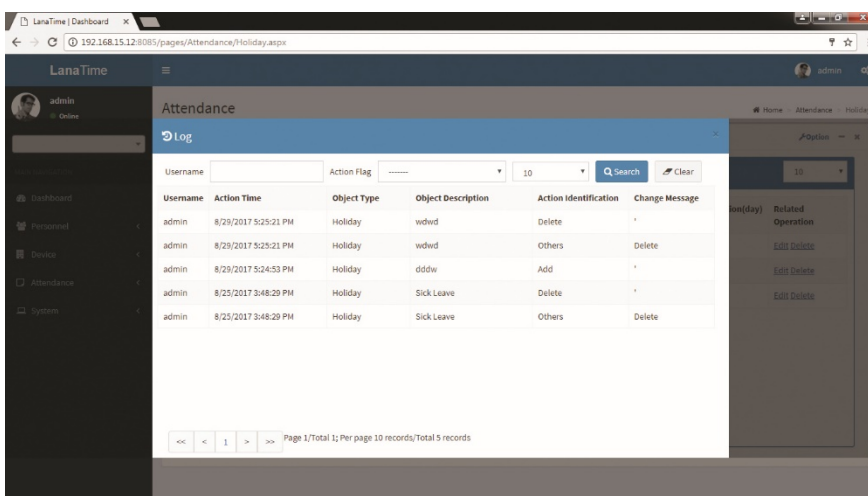 LanaTime | Dashboard
192.168.15.12:8085/pages/Attendance/Holiday.aspx
LanaTime
admin
admin
Online
Attendance
Home
Attendance
Holiday
Log
Option
Username
Action Flag
-------
10
Search
Clear
10
Username Action Time Object Type Object Description Action Identification Change Message
admin 8/29/2017 5:25:21 PM Holiday wdwd Delete *
admin 8/29/2017 5:25:21 PM Holiday wdwd Others Delete
admin 8/29/2017 5:24:53 PM Holiday dddw Add *
admin 8/25/2017 3:48:29 PM Holiday Sick Leave Delete *
admin 8/25/2017 3:48:29 PM Holiday Sick Leave Others Delete
ion(day) Related Operation
Edit Delete
Edit Delete
Edit Delete
Dashboard
Personnel
Device
Attendance
System
<< < 1 > >> Page 1/Total 1; Per page 10 records/Total 5 records